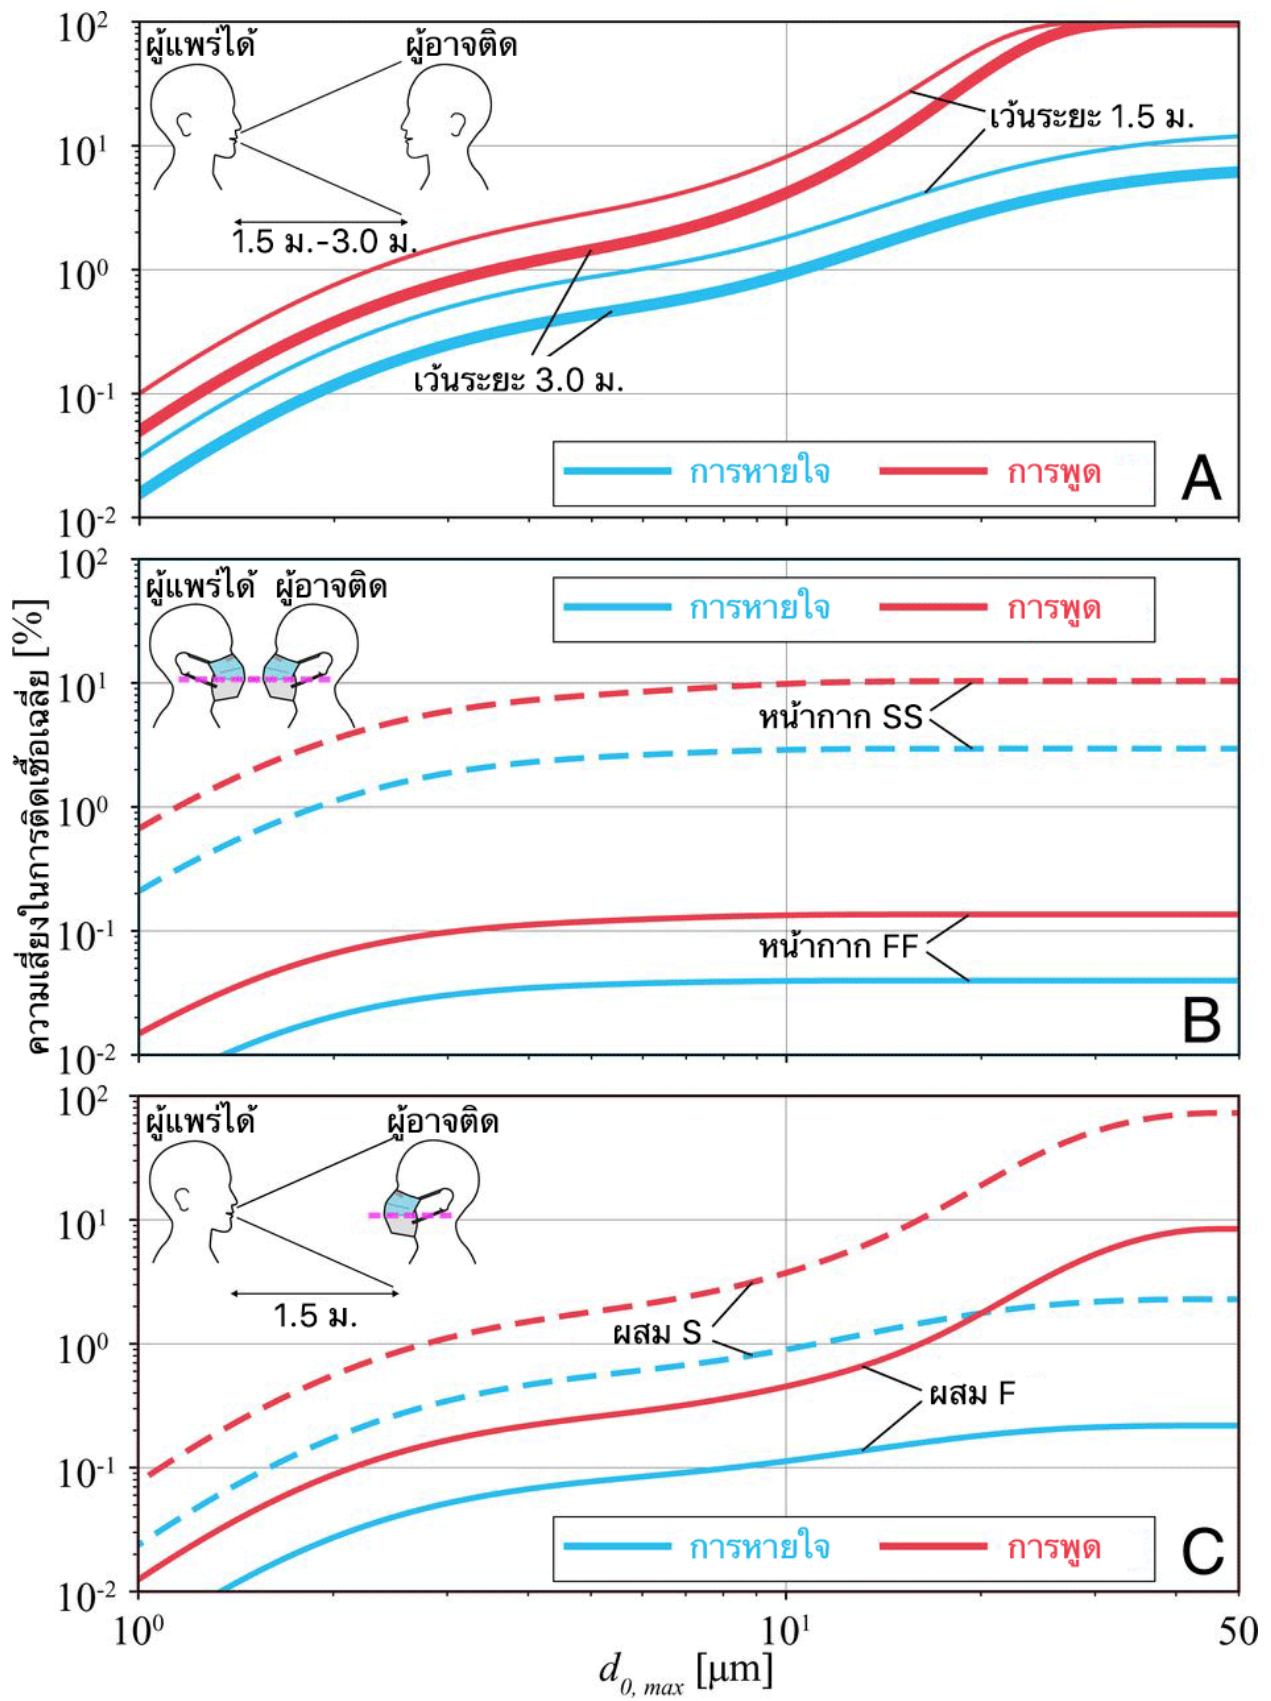 ความเสี่ยงในการติดเชื้อเฉลี่ย [%]
10²
10¹
10⁰
10⁻¹
10⁻²
ผู้แพร่ได้
ผู้อาจติด
1.5 ม.-3.0 ม.
เว้นระยะ 1.5 ม.
เว้นระยะ 3.0 ม.
การหายใจ
การพูด
A
10²
10¹
10⁰
10⁻¹
10⁻²
ผู้แพร่ได้
ผู้อาจติด
การหายใจ
การพูด
หน้ากาก SS
หน้ากาก FF
B
10²
10¹
10⁰
10⁻¹
10⁻²
ผู้แพร่ได้
ผู้อาจติด
1.5 ม.
ผสม S
ผสม F
การหายใจ
การพูด
C
10⁰
10¹
50
d0, max [μm]